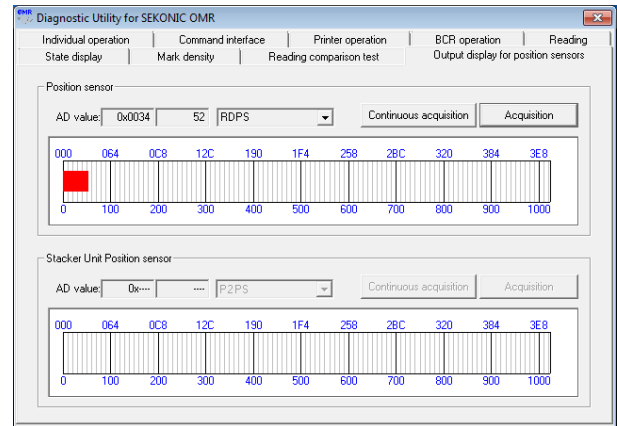 OMR Diagnostic Utility for SEKONIC OMR
Individual operation Command interface Printer operation BCR operation Reading
State display Mark density Reading comparison test Output display for position sensors
Position sensor
AD value: 0x0034 52 RDPS Continuous acquisition Acquisition
000 064 0C8 12C 190 1F4 258 2BC 320 384 3E8
0 100 200 300 400 500 600 700 800 900 1000
Stacker Unit Position sensor
AD value: 0x---- ---- P2PS Continuous acquisition Acquisition
000 064 0C8 12C 190 1F4 258 2BC 320 384 3E8
0 100 200 300 400 500 600 700 800 900 1000